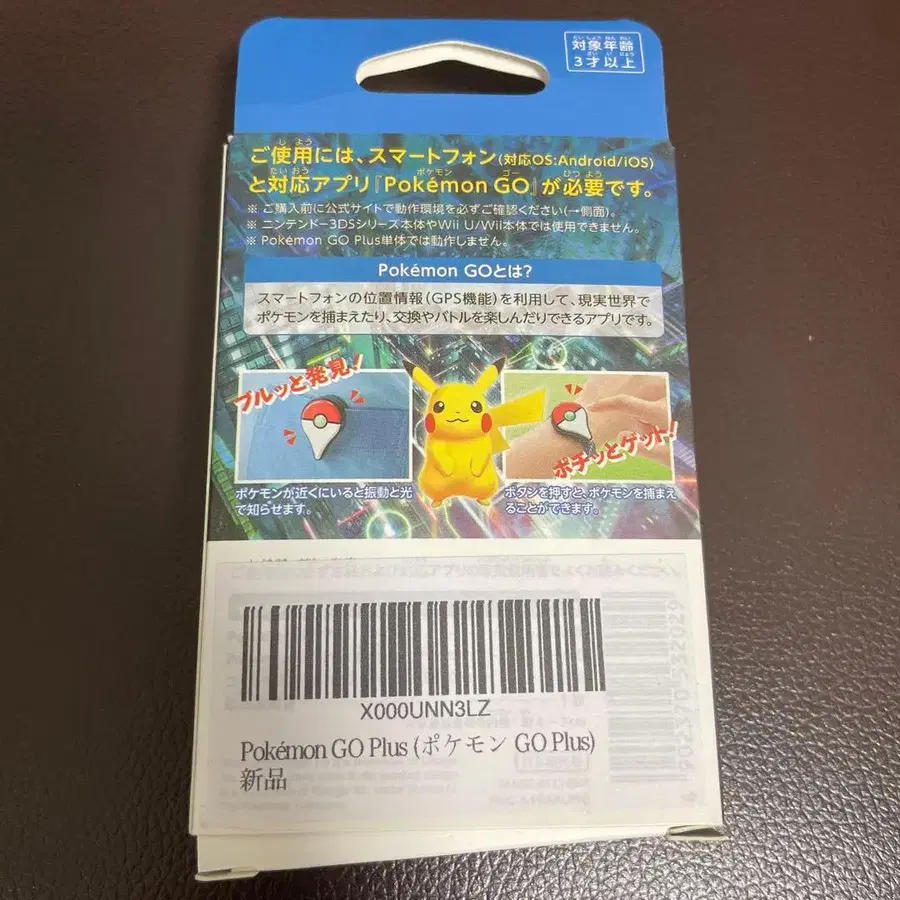 対象年齢
3才以上
ご使用には、スマートフォン(対応OS:Android/iOS)
と対応アプリ『Pokémon GO』が必要です。
※ ご購入前に公式サイトで動作環境を必ずご確認ください(→側面)。
※ ニンテンドー3DSシリーズ本体やWii U/Wii本体では使用できません。
※ Pokémon GO Plus単体では動作しません。
Pokémon GOとは?
スマートフォンの位置情報(GPS機能)を利用して、現実世界で
ポケモンを捕まえたり、交換やバトルを楽しんだりできるアプリです。
ブルッと発見!
ポケモンが近くにいると振動と光
で知らせます。
ポチッとゲット!
ボタンを押すと、ポケモンを捕まえ
ることができます。
X000UNN3LZ
Pokémon GO Plus (ポケモン GO Plus)
新品
4 902370 532029